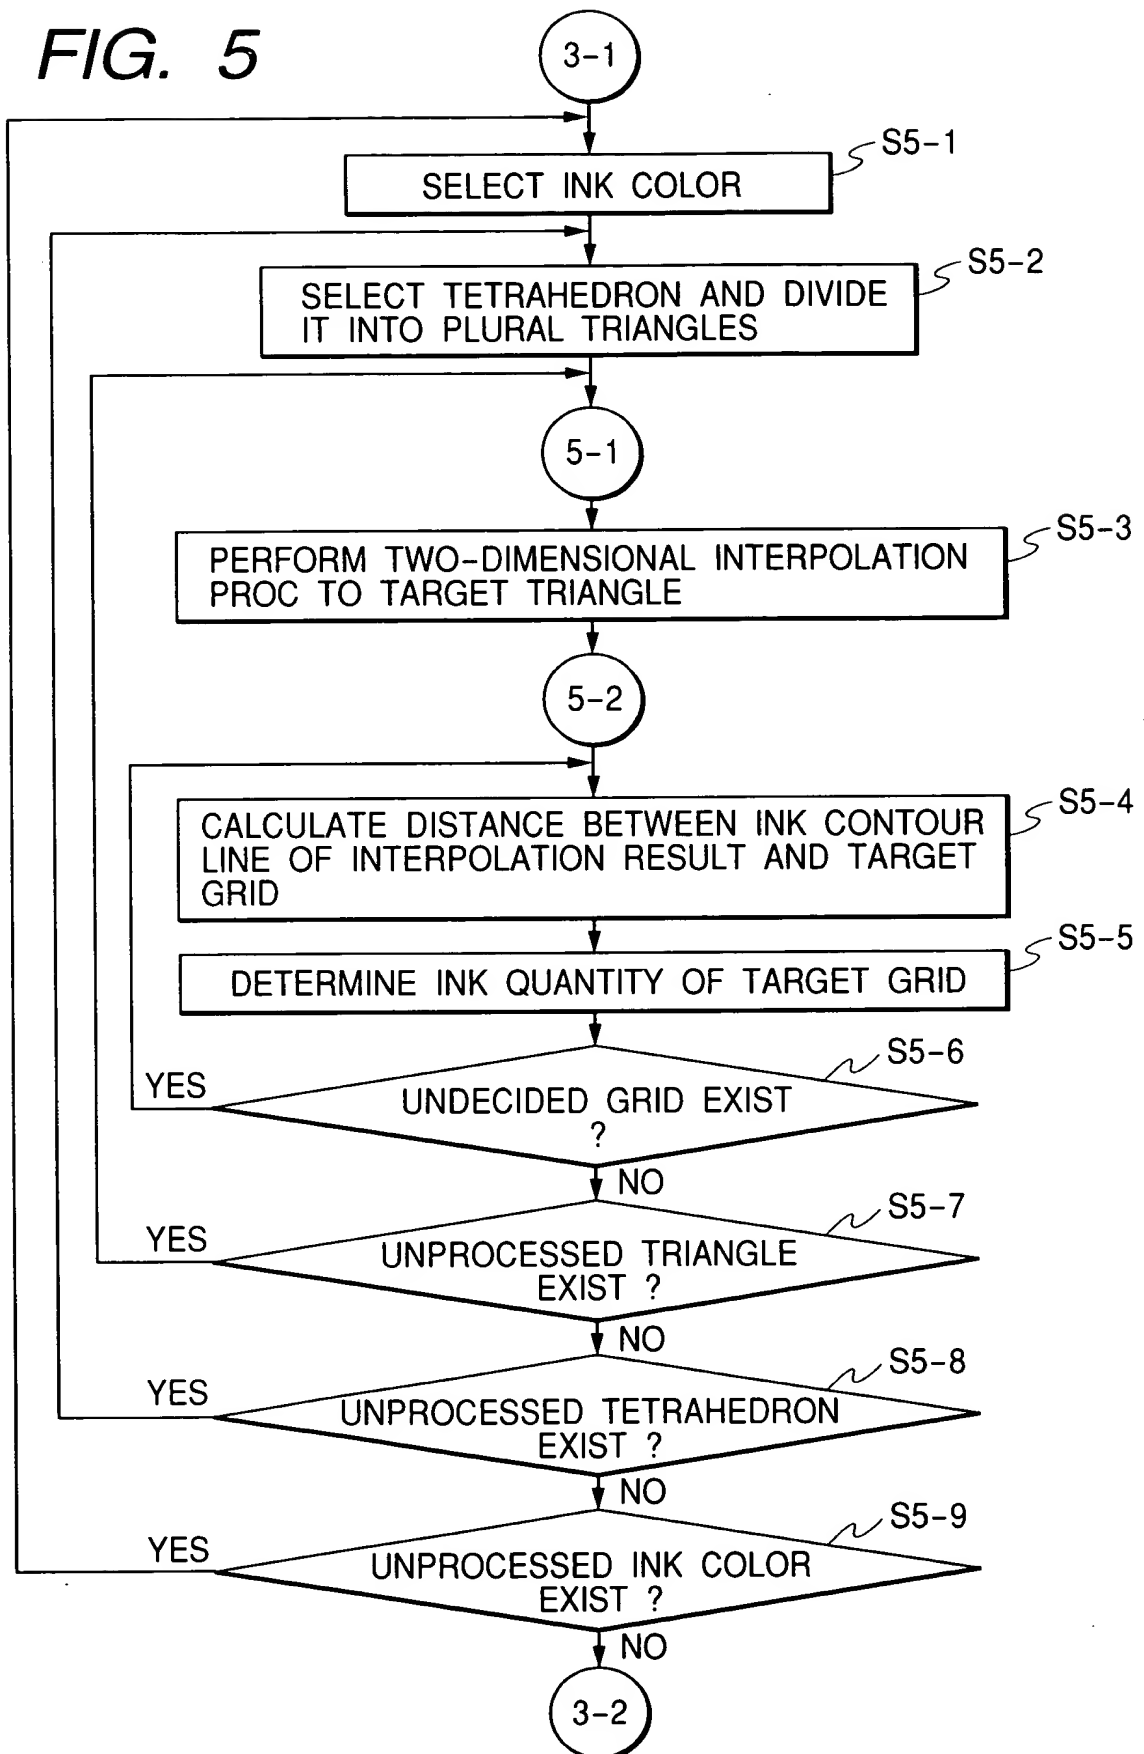 FIG. 5
3-1
S5-1
SELECT INK COLOR
S5-2
SELECT TETRAHEDRON AND DIVIDE
IT INTO PLURAL TRIANGLES
5-1
S5-3
PERFORM TWO-DIMENSIONAL INTERPOLATION
PROC TO TARGET TRIANGLE
5-2
S5-4
CALCULATE DISTANCE BETWEEN INK CONTOUR
LINE OF INTERPOLATION RESULT AND TARGET
GRID
S5-5
DETERMINE INK QUANTITY OF TARGET GRID
S5-6
YES
UNDECIDED GRID EXIST
?
NO
S5-7
YES
UNPROCESSED TRIANGLE
EXIST ?
NO
S5-8
YES
UNPROCESSED TETRAHEDRON
EXIST ?
NO
S5-9
YES
UNPROCESSED INK COLOR
EXIST ?
NO
3-2